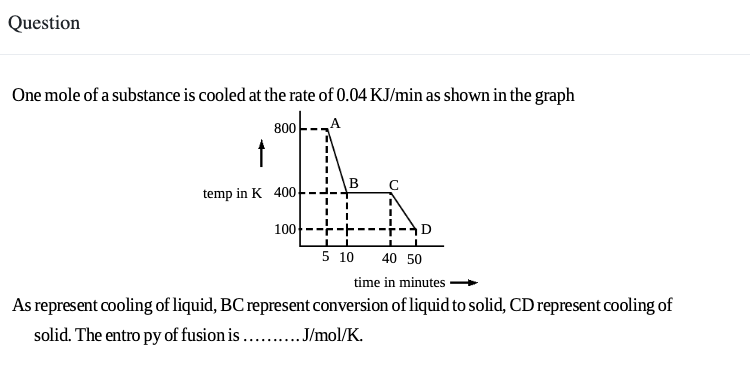 Question
One mole of a substance is cooled at the rate of 0.04 KJ/min as shown in the graph
800 A
B C
temp in K 400
100 D
5 10 40 50
time in minutes
As represent cooling of liquid, BC represent conversion of liquid to solid, CD represent cooling of
solid. The entro py of fusion is .......... J/mol/K.